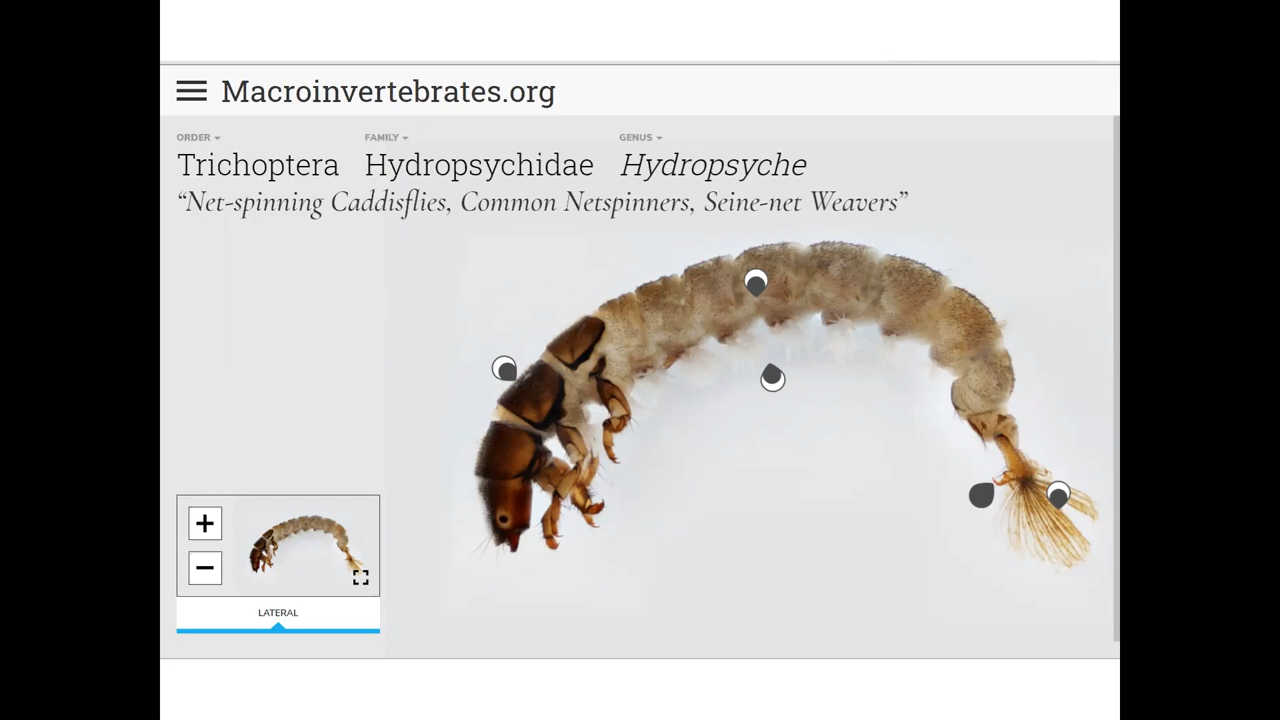 Macroinvertebrates.org
ORDER FAMILY GENUS
Trichoptera Hydropsychidae Hydropsyche
“Net-spinning Caddisflies, Common Netspinners, Seine-net Weavers”
+
−
LATERAL